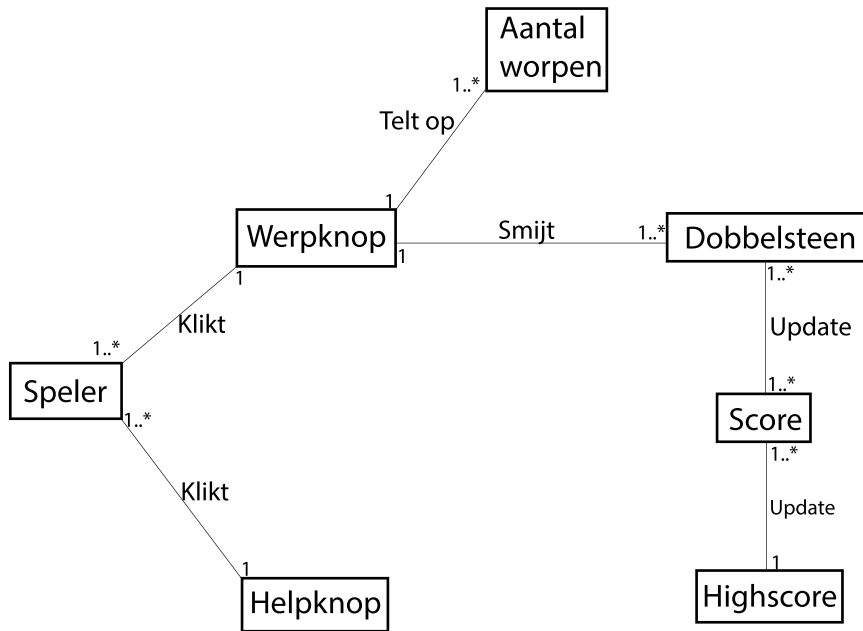 Aantal
worpen
1..*
Telt op
1
Werpknop
1
Smijt
1..*
Dobbelsteen
1
1..*
Klikt
Update
1..*
1..*
Speler
Score
1..*
1..*
Klikt
Update
1
1
Helpknop
Highscore